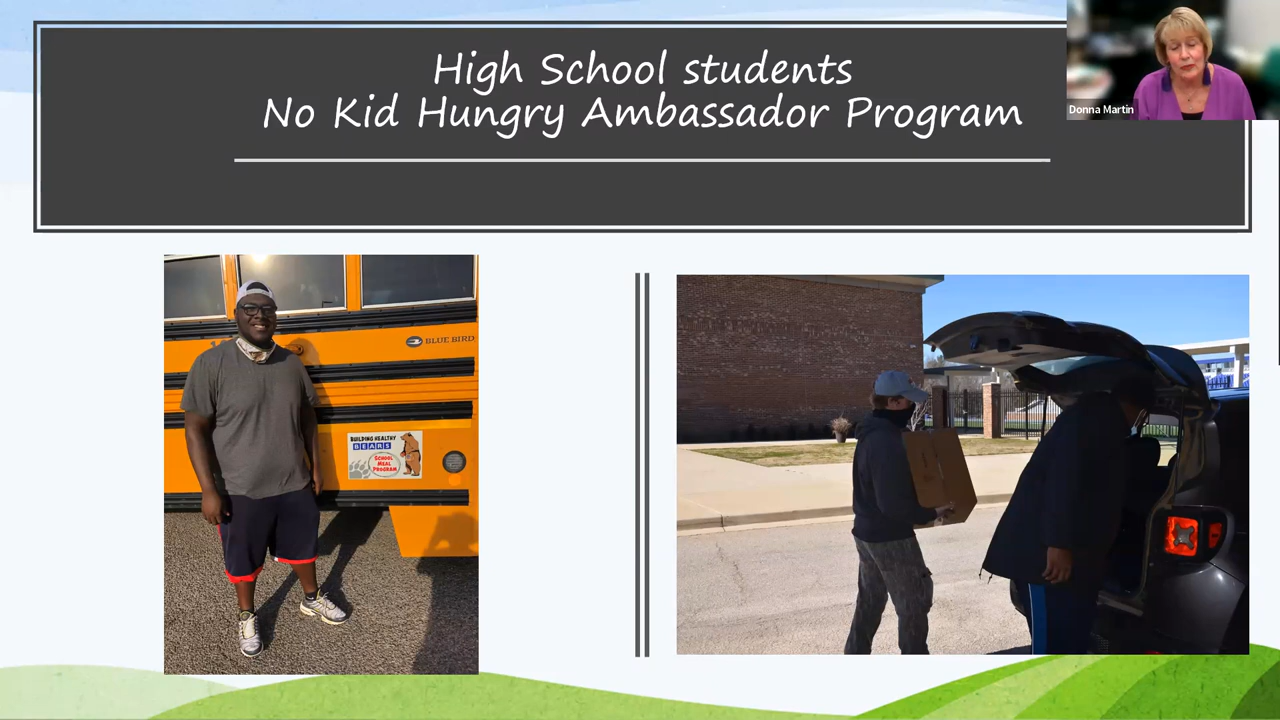 High School students
No Kid Hungry Ambassador Program
Donna Martin
BLUE BIRD
BUILDING HEALTHY
BEARS
SCHOOL
MEAL
PROGRAM